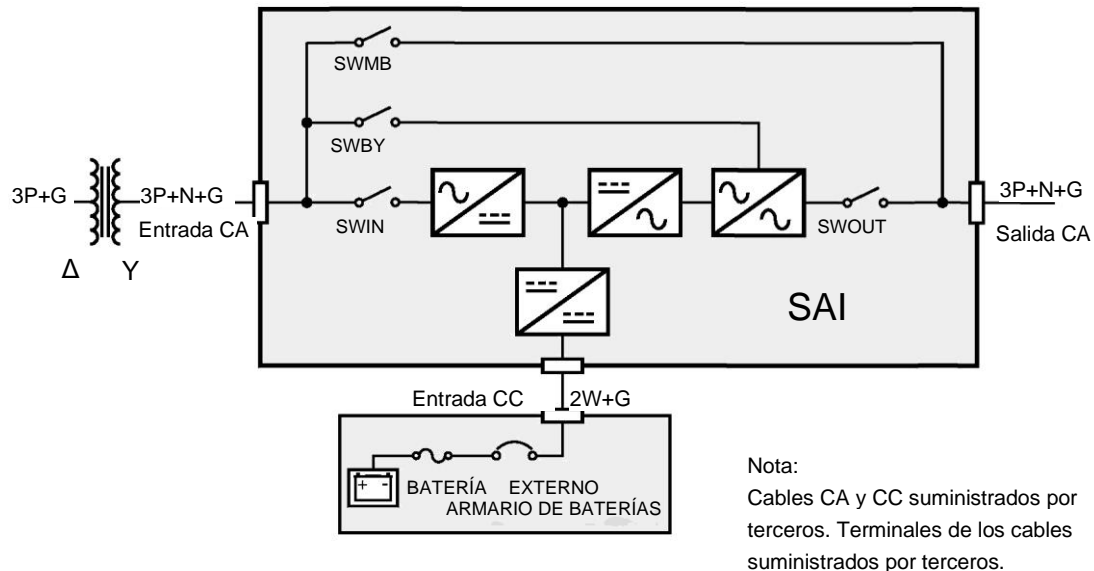 SWMB
SWBY
3P+G
3P+N+G
Entrada CA
SWIN
SWOUT
3P+N+G
Salida CA
Δ
Y
SAI
Entrada CC
2W+G
+ -
BATERÍA EXTERNO
ARMARIO DE BATERÍAS
Nota:
Cables CA y CC suministrados por
terceros. Terminales de los cables
suministrados por terceros.